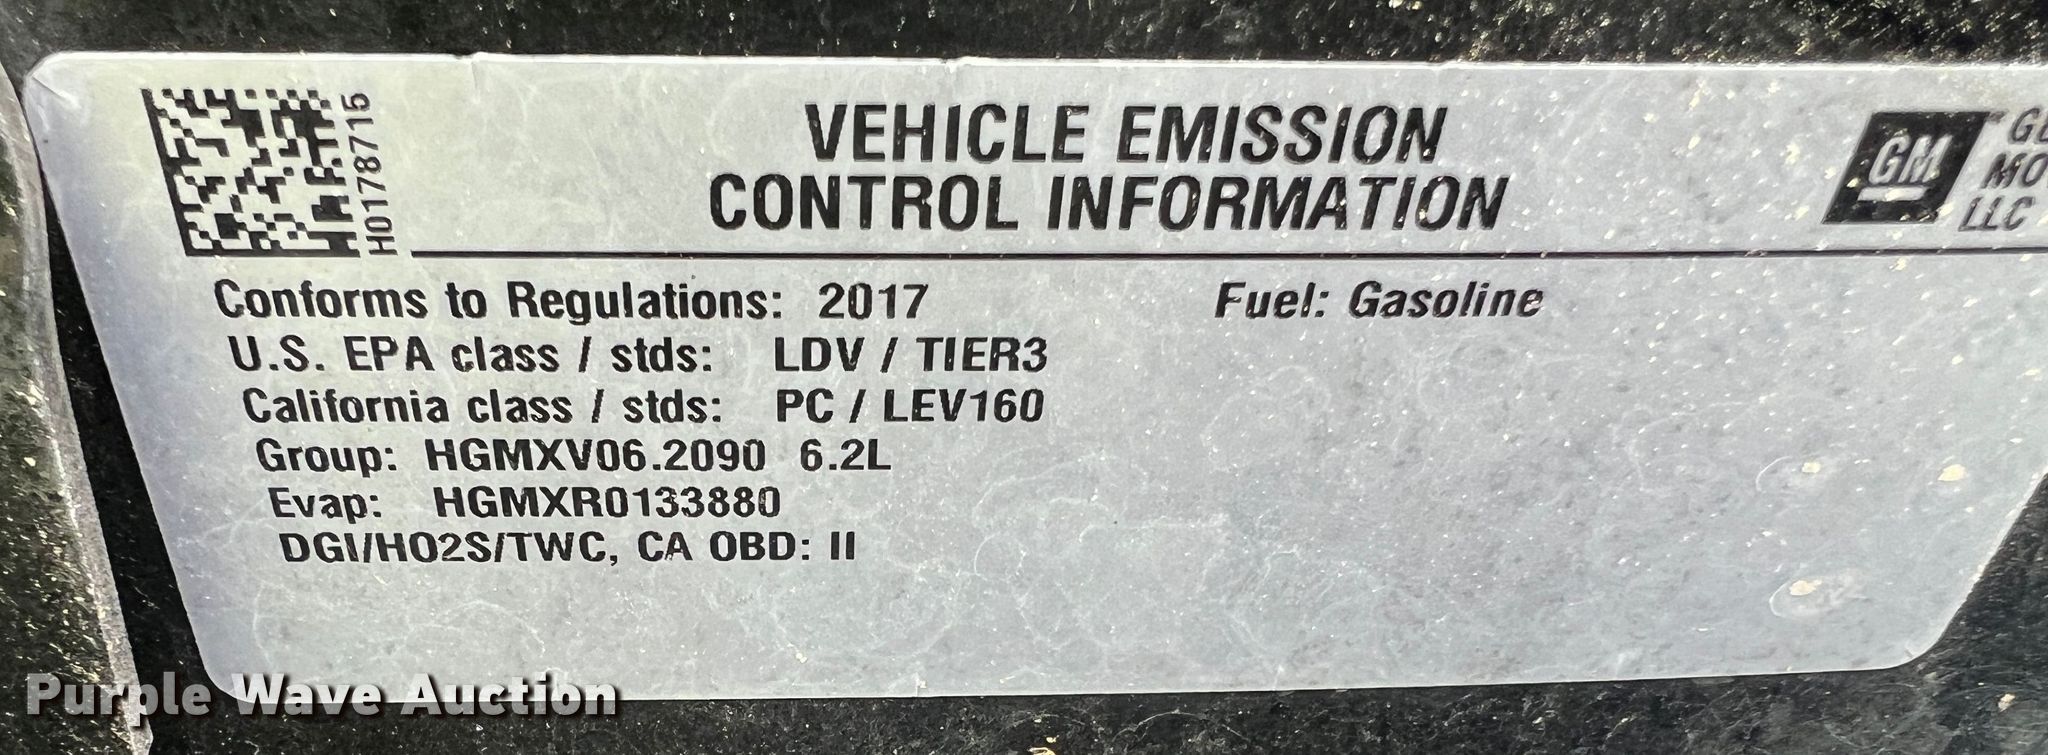 H0178715
VEHICLE EMISSION
CONTROL INFORMATION
GM
LLC
Conforms to Regulations: 2017 Fuel: Gasoline
U.S. EPA class / stds: LDV / TIER3
California class / stds: PC / LEV160
Group: HGMXV06.2090 6.2L
Evap: HGMXR0133880
DGI/HO2S/TWC, CA OBD: II
Purple Wave Auction